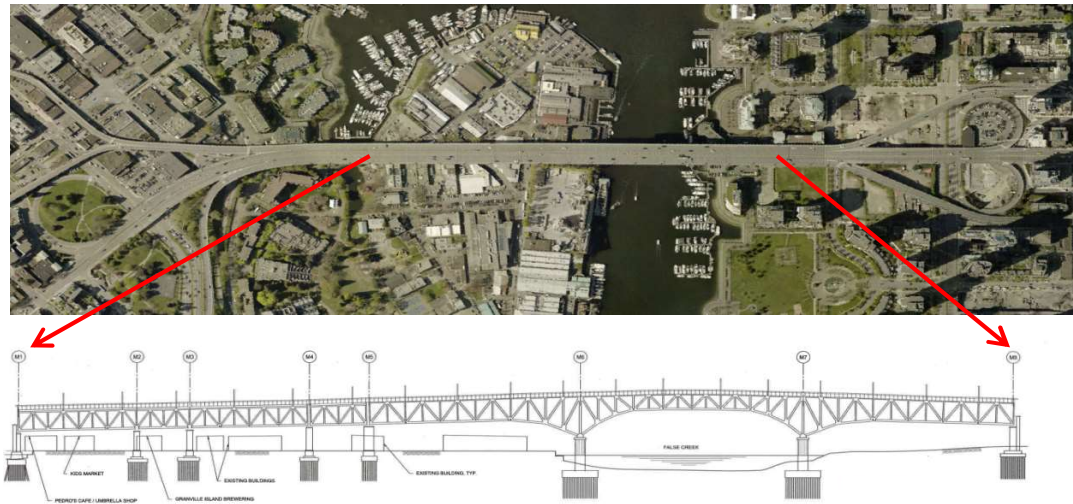 M1
M2
M3
M4
M5
M6
M7
M8
FALSE CREEK
KIDS MARKET
EXISTING BUILDINGS
EXISTING BUILDING, TYP.
PEDRO'S CAFE / UMBRELLA SHOP
GRANVILLE ISLAND BREWERING